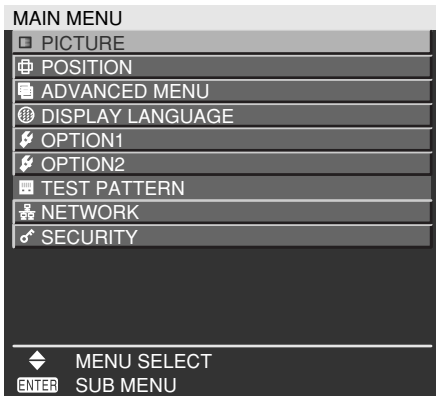 MAIN MENU
PICTURE
POSITION
ADVANCED MENU
DISPLAY LANGUAGE
OPTION1
OPTION2
TEST PATTERN
NETWORK
SECURITY
MENU SELECT
ENTER SUB MENU